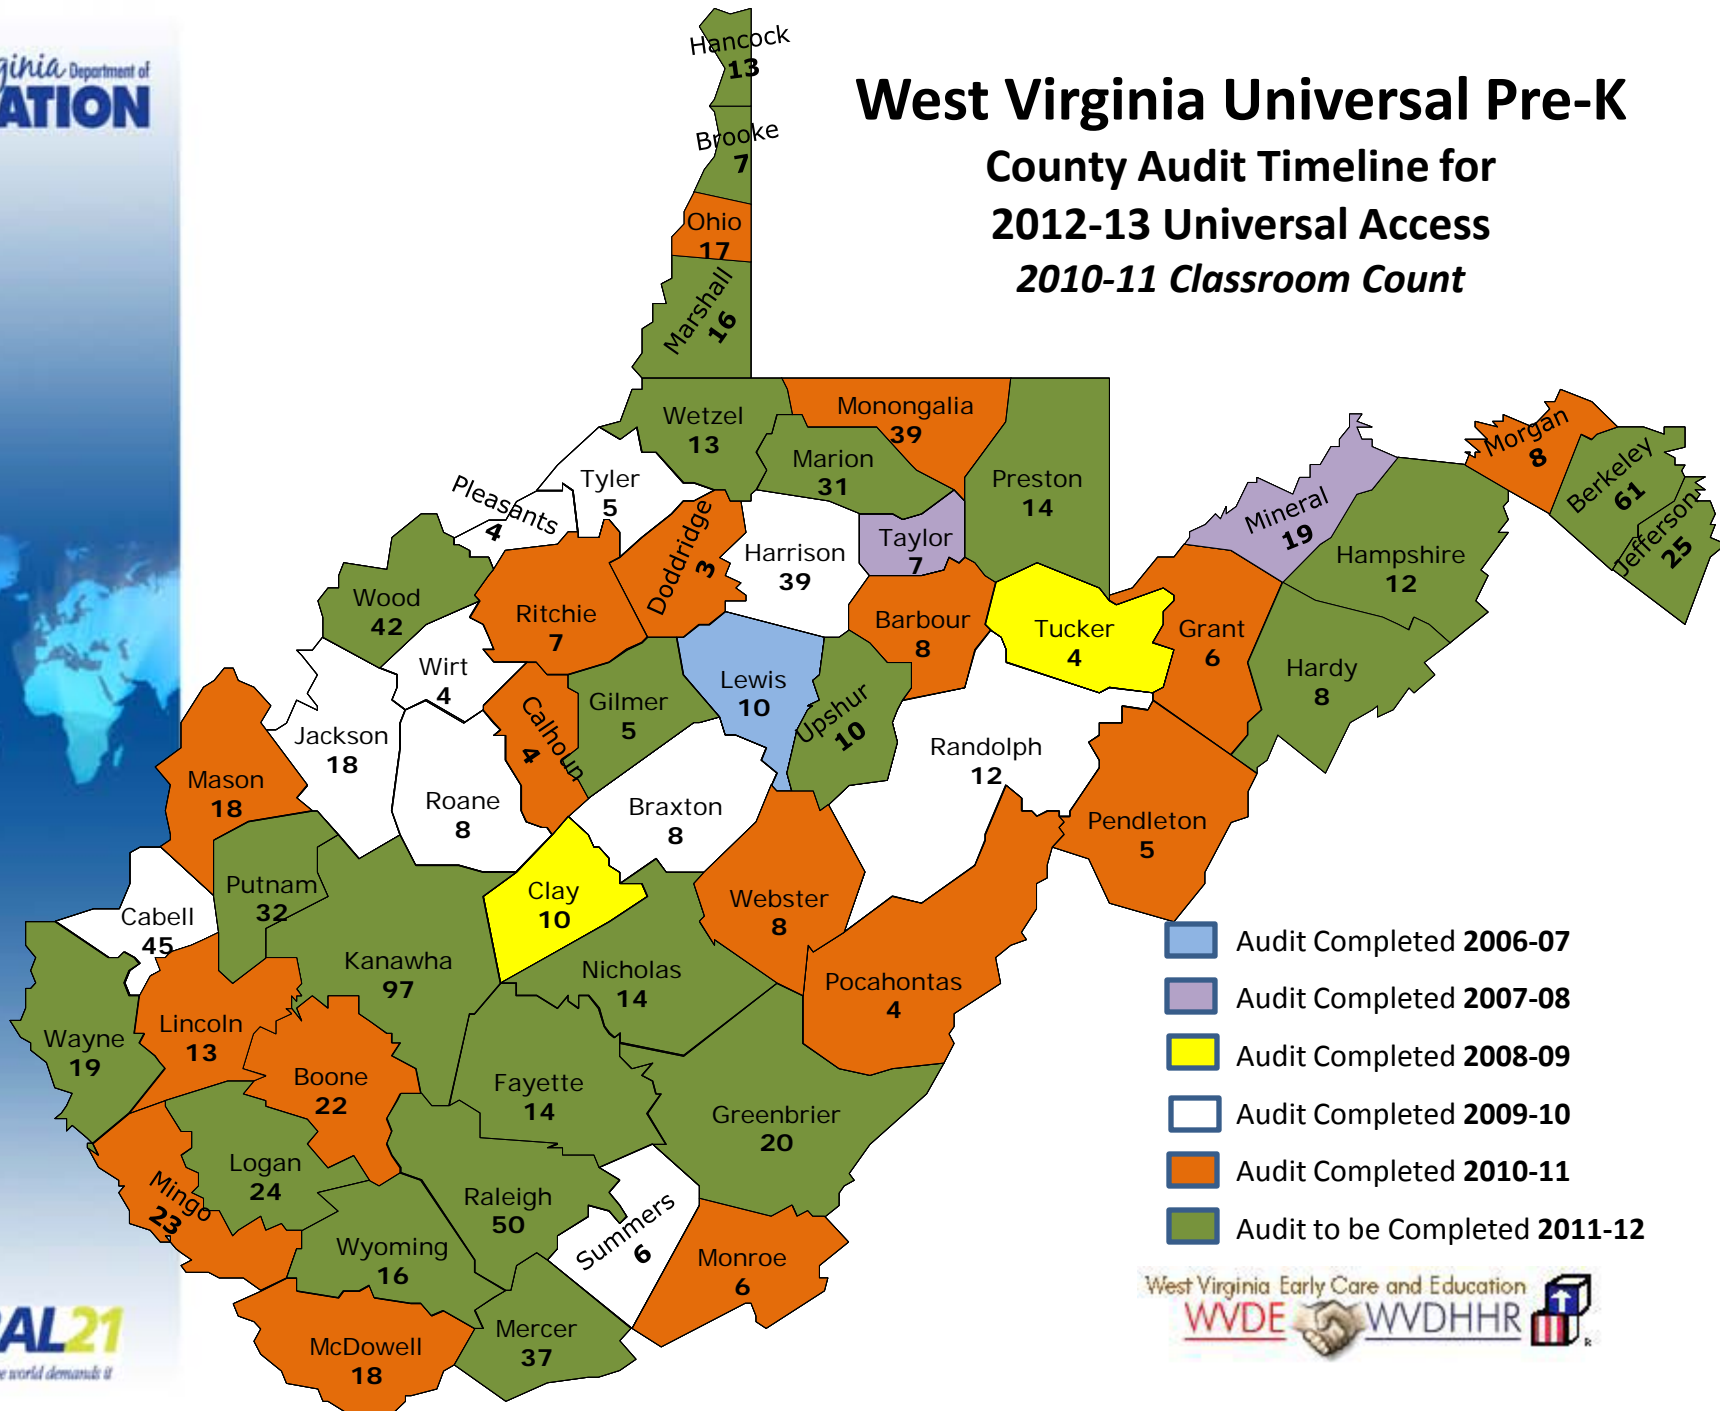 West Virginia Universal Pre-K
County Audit Timeline for
2012-13 Universal Access
2010-11 Classroom Count
Department of
ATION
Hancock
13
Brooke
7
Ohio
17
Marshall
16
Wetzel
13
Monongalia
39
Marion
31
Preston
14
Tyler
5
Pleasants
4
Doddridge
3
Harrison
39
Taylor
7
Mineral
19
Morgan
8
Berkeley
61
Jefferson
25
Hampshire
12
Wood
42
Ritchie
7
Barbour
8
Tucker
4
Grant
6
Hardy
8
Wirt
4
Lewis
10
Gilmer
5
Calhoun
4
Upshur
10
Jackson
18
Randolph
12
Mason
18
Roane
8
Braxton
8
Pendleton
5
Putnam
32
Clay
10
Webster
8
Cabell
45
Kanawha
97
Nicholas
14
Pocahontas
4
Wayne
19
Lincoln
13
Boone
22
Fayette
14
Greenbrier
20
Logan
24
Mingo
23
Raleigh
50
Summers
6
Wyoming
16
Monroe
6
McDowell
18
Mercer
37
Audit Completed 2006-07
Audit Completed 2007-08
Audit Completed 2008-09
Audit Completed 2009-10
Audit Completed 2010-11
Audit to be Completed 2011-12
West Virginia Early Care and Education
WVDE WVDHHR
AL21
world demands it